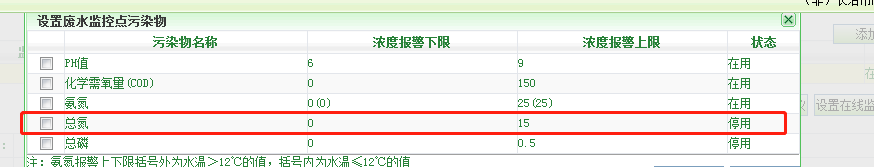 设置废水监控点污染物
污染物名称 浓度报警下限 浓度报警上限 状态
PH值 6 9 在用
化学需氧量(COD) 0 150 在用
氨氮 0(0) 25(25) 在用
总氮 0 15 停用
总磷 0 0.5 停用
注：氨氮报警上下限括号外为水温＞12℃的值，括号内为水温≤12℃的值
添加
在
设置在线监